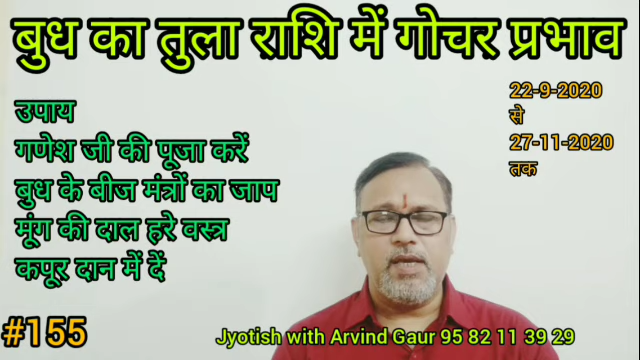 बुध का तुला राशि में गोचर प्रभाव
22-9-2020
से
27-11-2020
तक
उपाय
गणेश जी की पूजा करें
बुध के बीज मंत्रों का जाप
मूंग की दाल हरे वस्त्र
कपूर दान में दें
#155
Jyotish with Arvind Gaur 95 82 11 39 29